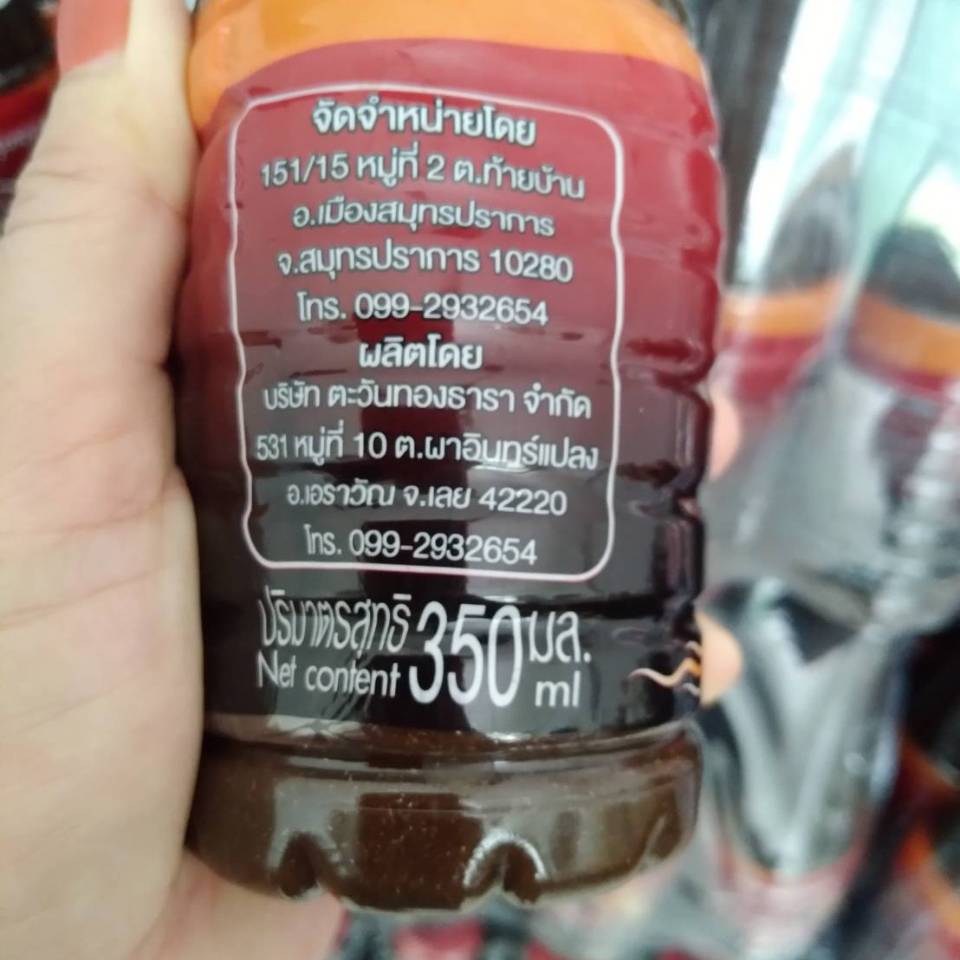 จัดจำหน่ายโดย
151/15 หมู่ที่ 2 ต.ท้ายบ้าน
อ.เมืองสมุทรปราการ
จ.สมุทรปราการ 10280
โทร. 099-2932654
ผลิตโดย
บริษัท ตะวันทองธารา จำกัด
531 หมู่ที่ 10 ต.ผาอินทร์แปลง
อ.เอราวัณ จ.เลย 42220
โทร. 099-2932654
ปริมาตรสุทธิ 350 มล.
Net content ml